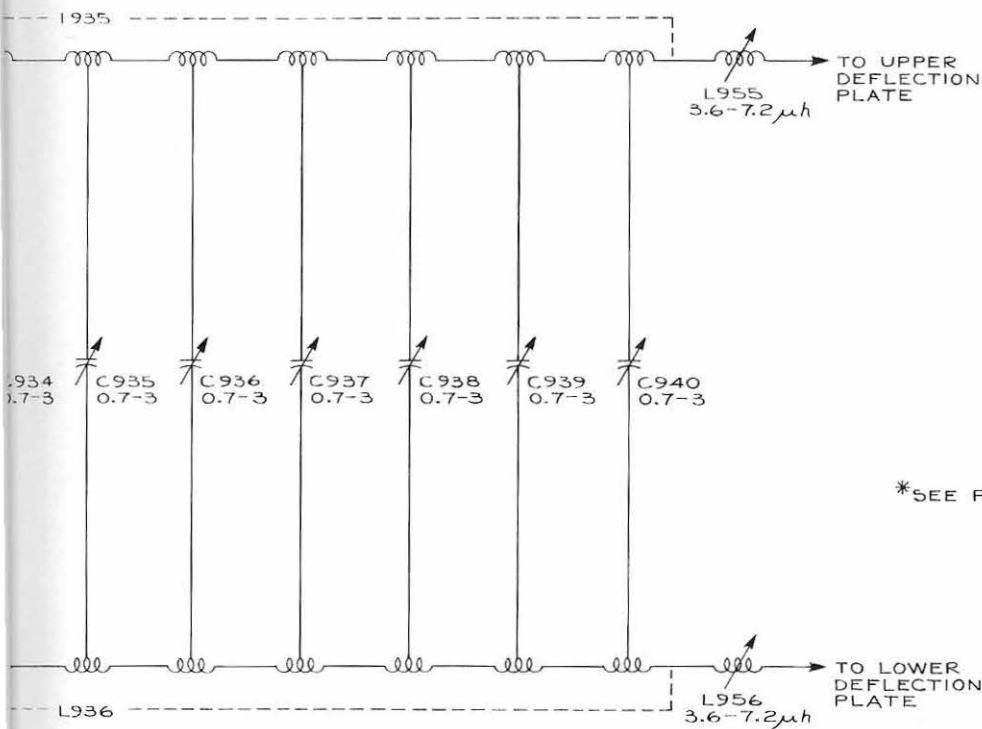 L935
TO UPPER
DEFLECTION
PLATE
L955
3.6-7.2µh
C935
0.7-3
C936
0.7-3
C937
0.7-3
C938
0.7-3
C939
0.7-3
C940
0.7-3
*SEE
TO LOWER
DEFLECTION
PLATE
L956
3.6-7.2µh
L936